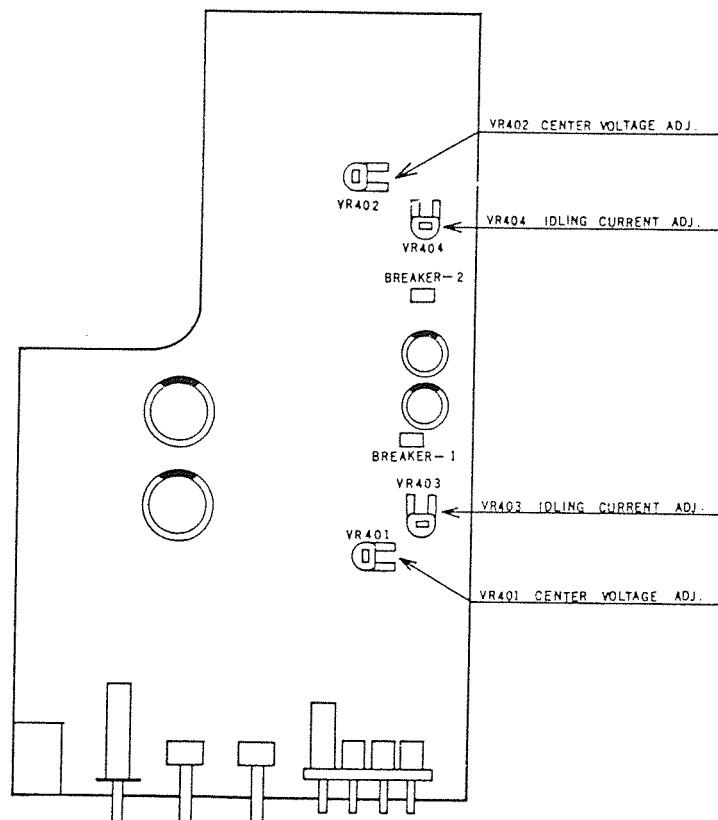 VR402 CENTER VOLTAGE ADJ.
VR402
VR404 IDLING CURRENT ADJ.
VR404
BREAKER-2
BREAKER-1
VR403
VR403 IDLING CURRENT ADJ.
VR401
VR401 CENTER VOLTAGE ADJ.